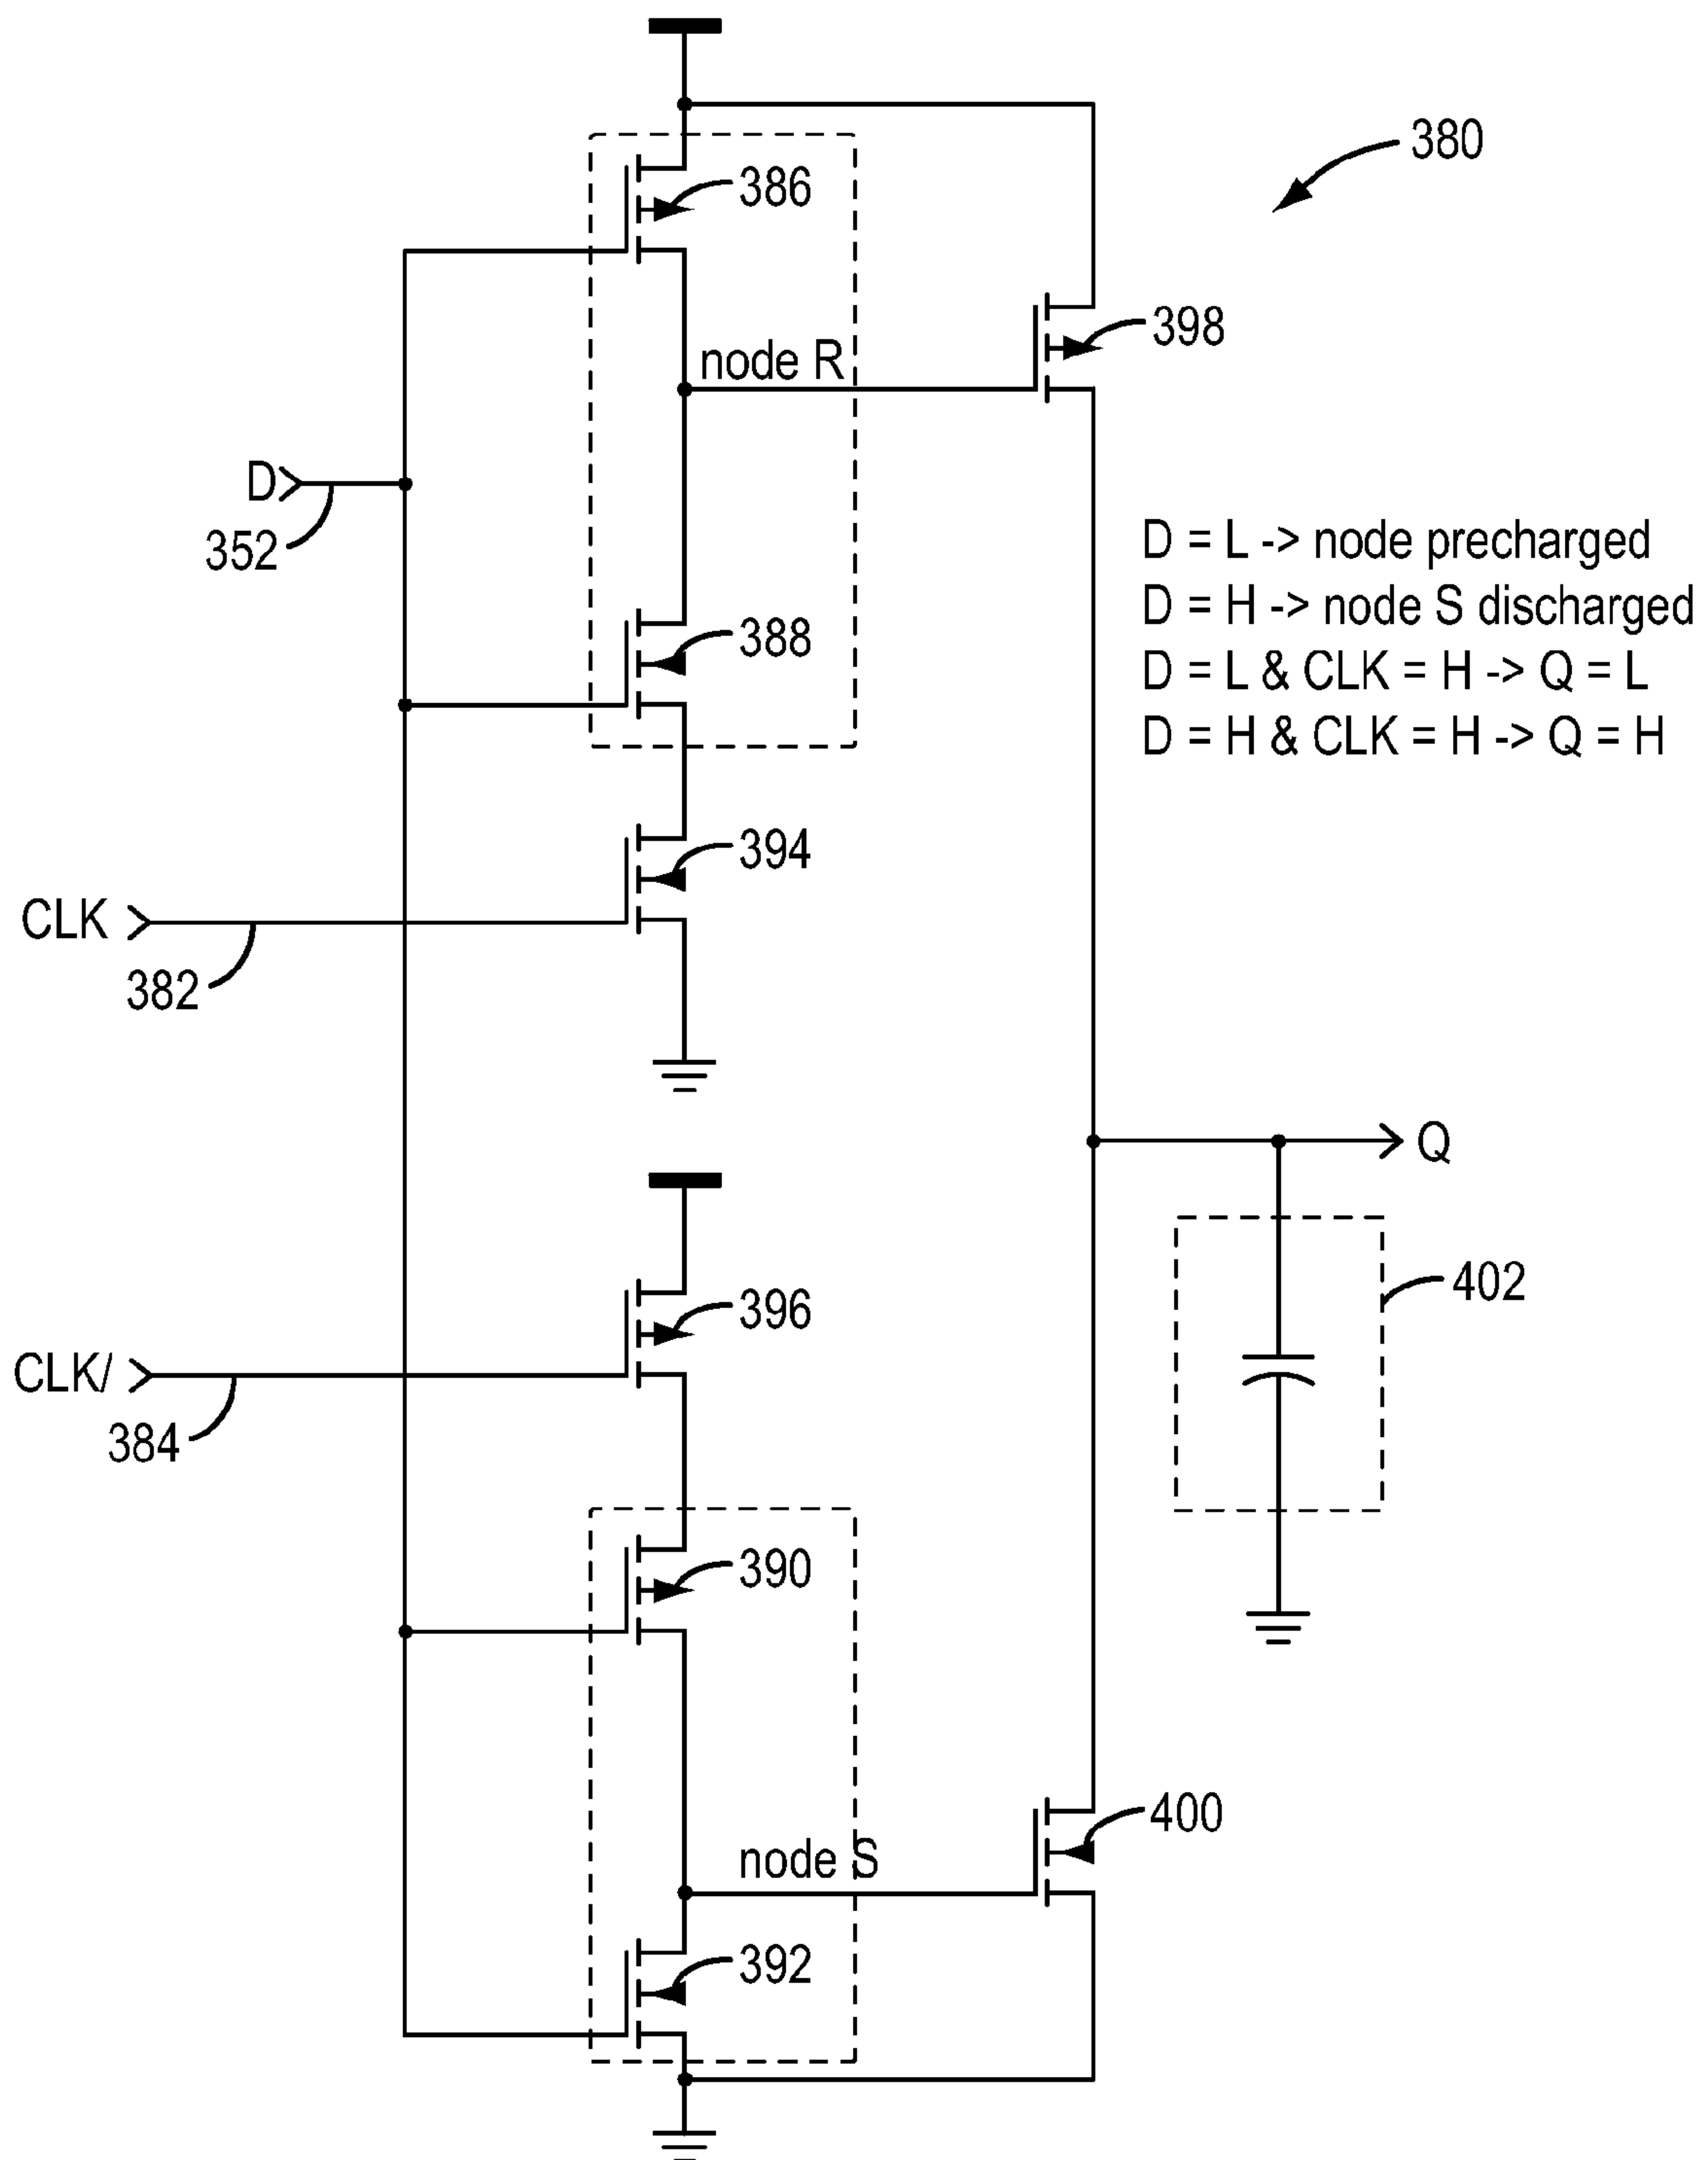 380
386
398
node R
D
352
D = L -> node precharged
D = H -> node S discharged
D = L & CLK = H -> Q = L
D = H & CLK = H -> Q = H
388
394
CLK
382
Q
402
396
CLK/
384
390
400
node S
392